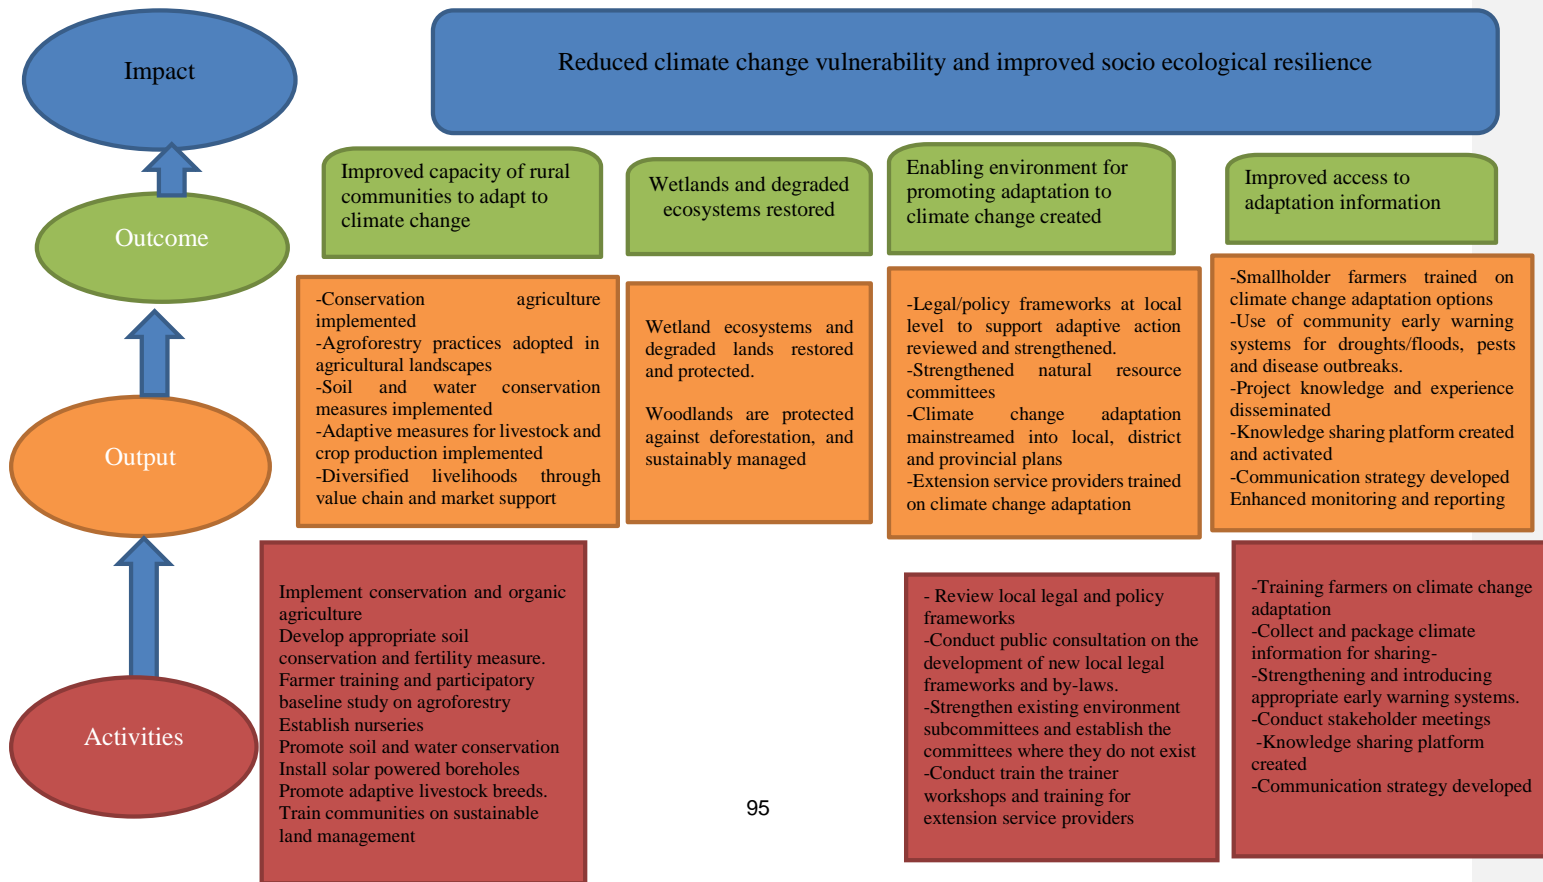 Impact
Reduced climate change vulnerability and improved socio ecological resilience
Outcome
Improved capacity of rural
communities to adapt to
climate change
Wetlands and degraded
ecosystems restored
Enabling environment for
promoting adaptation to
climate change created
Improved access to
adaptation information
Output
-Conservation agriculture
implemented
-Agroforestry practices adopted in
agricultural landscapes
-Soil and water conservation
measures implemented
-Adaptive measures for livestock and
crop production implemented
-Diversified livelihoods through
value chain and market support
Wetland ecosystems and
degraded lands restored
and protected.
Woodlands are protected
against deforestation, and
sustainably managed
-Legal/policy frameworks at local
level to support adaptive action
reviewed and strengthened.
-Strengthened natural resource
committees
-Climate change adaptation
mainstreamed into local, district
and provincial plans
-Extension service providers trained
on climate change adaptation
-Smallholder farmers trained on
climate change adaptation options
-Use of community early warning
systems for droughts/floods, pests
and disease outbreaks.
-Project knowledge and experience
disseminated
-Knowledge sharing platform created
and activated
-Communication strategy developed
Enhanced monitoring and reporting
Activities
Implement conservation and organic
agriculture
Develop appropriate soil
conservation and fertility measure.
Farmer training and participatory
baseline study on agroforestry
Establish nurseries
Promote soil and water conservation
Install solar powered boreholes
Promote adaptive livestock breeds.
Train communities on sustainable
land management
- Review local legal and policy
frameworks
-Conduct public consultation on the
development of new local legal
frameworks and by-laws.
-Strengthen existing environment
subcommittees and establish the
committees where they do not exist
-Conduct train the trainer
workshops and training for
extension service providers
-Training farmers on climate change
adaptation
-Collect and package climate
information for sharing-
-Strengthening and introducing
appropriate early warning systems.
-Conduct stakeholder meetings
-Knowledge sharing platform
created
-Communication strategy developed
95